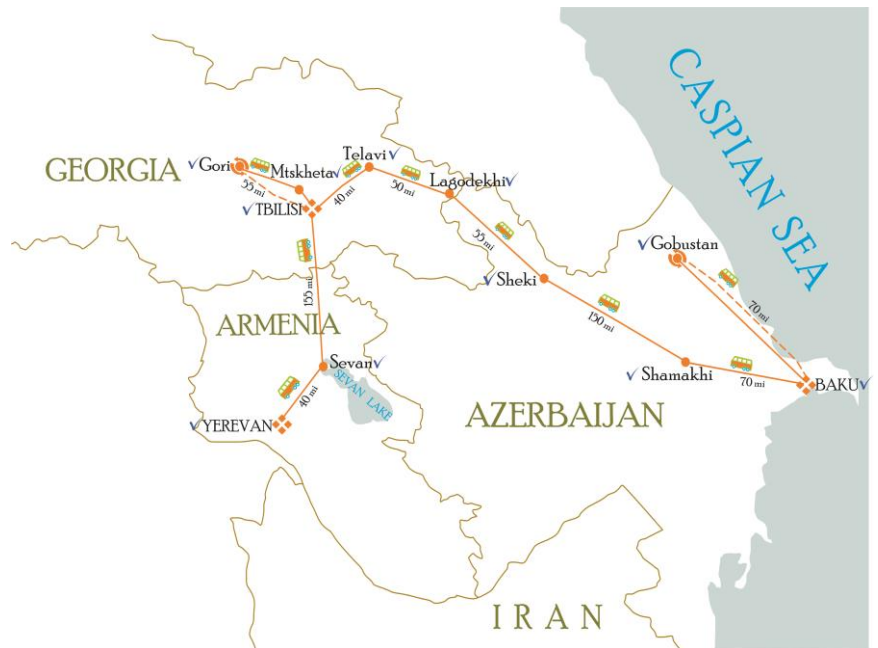 CASPIAN SEA
GEORGIA
Gori
Mtskheta
Telavi
55 mi
TBILISI
40 mi
50 mi
Lagodekhi
55 mi
Gobustan
Sheki
70 mi
155 mi
150 mi
ARMENIA
Sevan
SEVAN LAKE
Shamakhi
70 mi
BAKU
40 mi
YEREVAN
AZERBAIJAN
IRAN